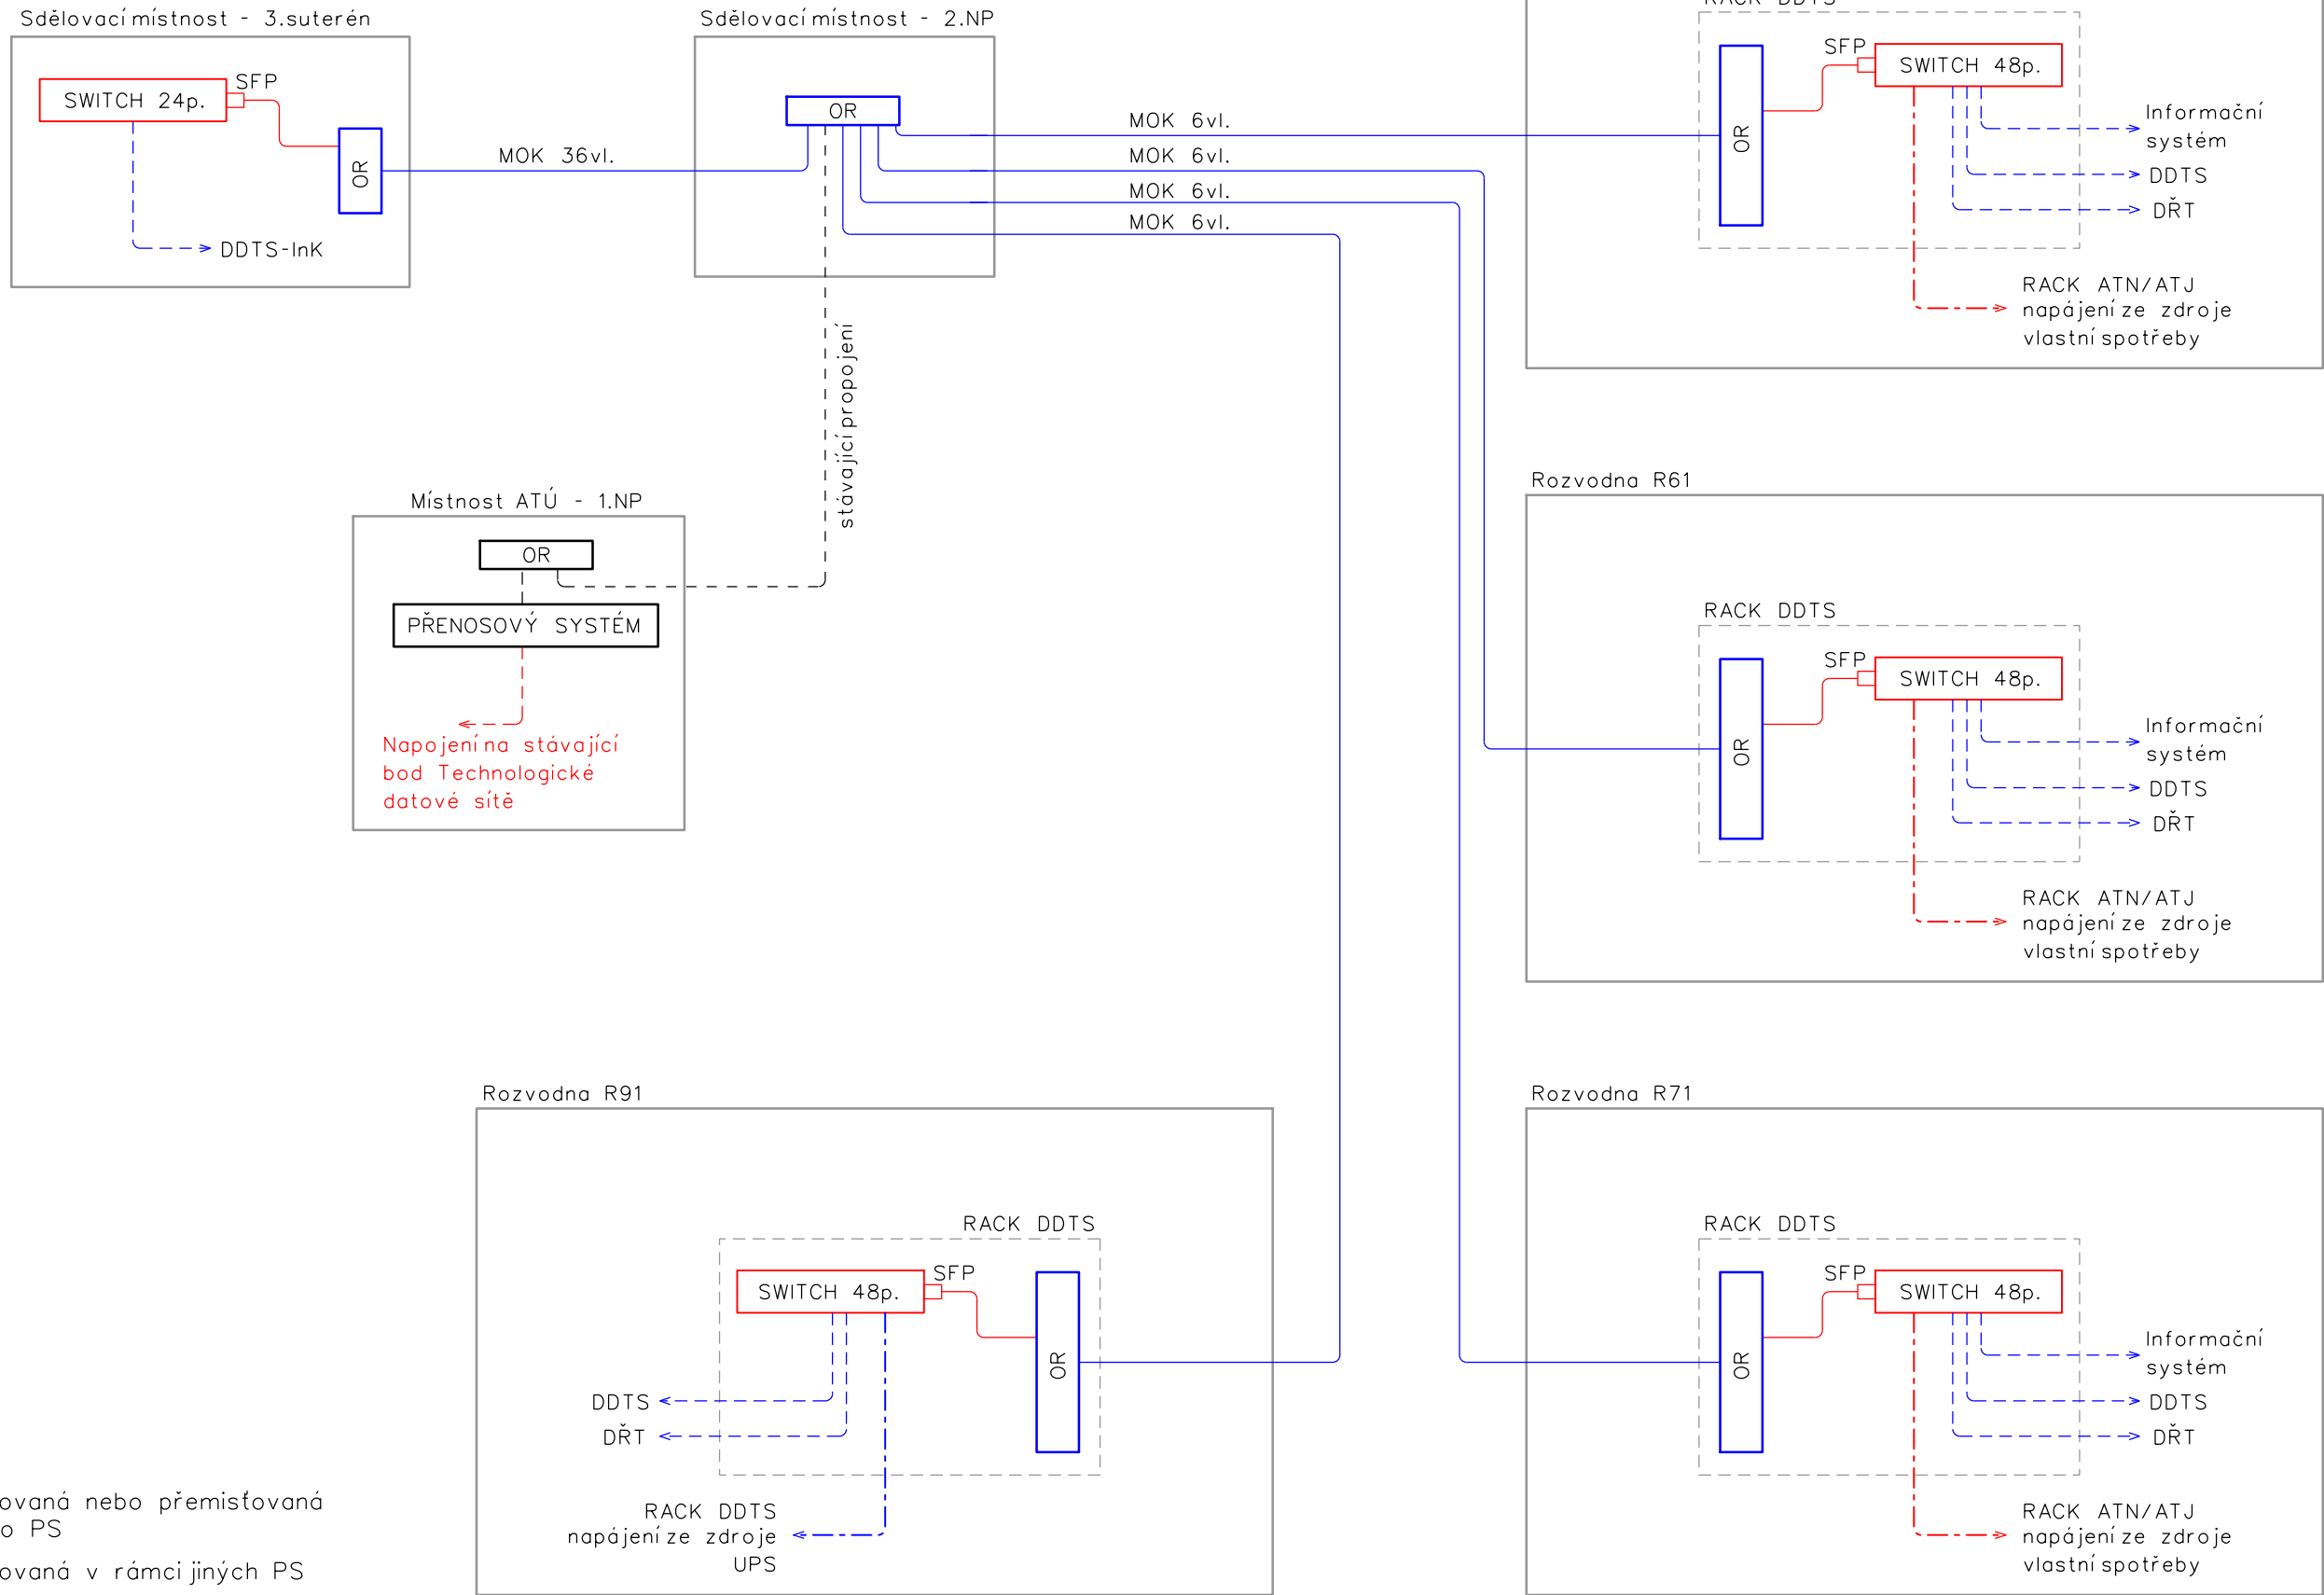 Sdělovací místnost - 3.suterén
SWITCH 24p.
SFP
OR
DDTS-InK
MOK 36vl.
Sdělovací místnost - 2.NP
OR
MOK 6vl.
MOK 6vl.
MOK 6vl.
MOK 6vl.
stávající propojení
RACK DDTS
OR
SFP
SWITCH 48p.
Informační
systém
DDTS
DŘT
RACK ATN/ATJ
napájení ze zdroje
vlastní spotřeby
Místnost ATÚ - 1.NP
OR
PŘENOSOVÝ SYSTÉM
Napojení na stávající
bod Technologické
datové sítě
Rozvodna R61
RACK DDTS
OR
SFP
SWITCH 48p.
Informační
systém
DDTS
DŘT
RACK ATN/ATJ
napájení ze zdroje
vlastní spotřeby
Rozvodna R91
RACK DDTS
SWITCH 48p.
SFP
OR
DDTS
DŘT
RACK DDTS
napájení ze zdroje
UPS
Rozvodna R71
RACK DDTS
OR
SFP
SWITCH 48p.
Informační
systém
DDTS
DŘT
RACK ATN/ATJ
napájení ze zdroje
vlastní spotřeby
ovaná nebo přemisťovaná
o PS
ovaná v rámci jiných PS